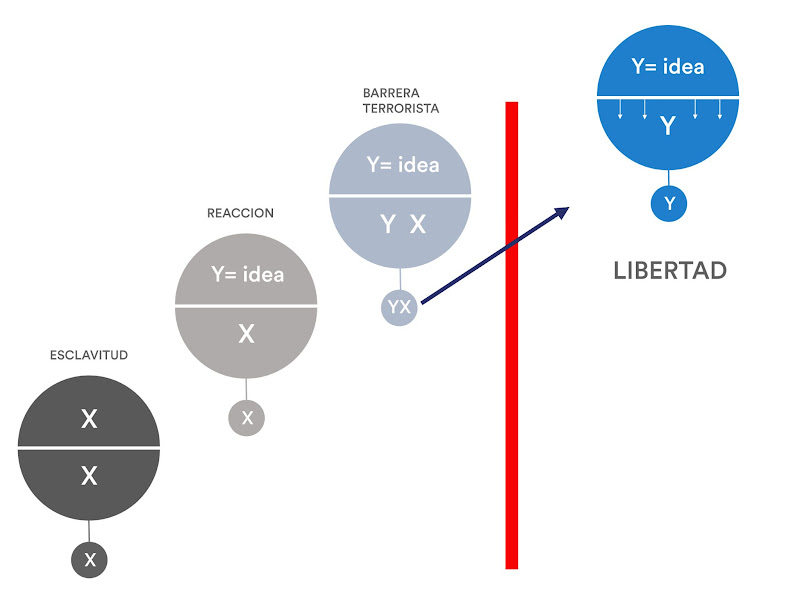 ESCLAVITUD
X
X
X
REACCION
Y= idea
X
X
BARRERA
TERRORISTA
Y= idea
Y X
YX
Y= idea
Y
Y
LIBERTAD